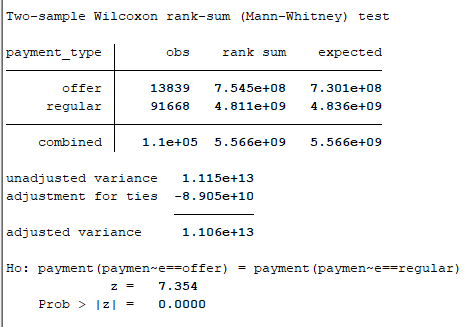 Two-sample Wilcoxon rank-sum (Mann-Whitney) test
payment_type obs rank sum expected
offer 13839 7.545e+08 7.301e+08
regular 91668 4.811e+09 4.836e+09
combined 1.1e+05 5.566e+09 5.566e+09
unadjusted variance 1.115e+13
adjustment for ties -8.905e+10
adjusted variance 1.106e+13
Ho: payment(paymen~e==offer) = payment(paymen~e==regular)
z = 7.354
Prob > |z| = 0.0000